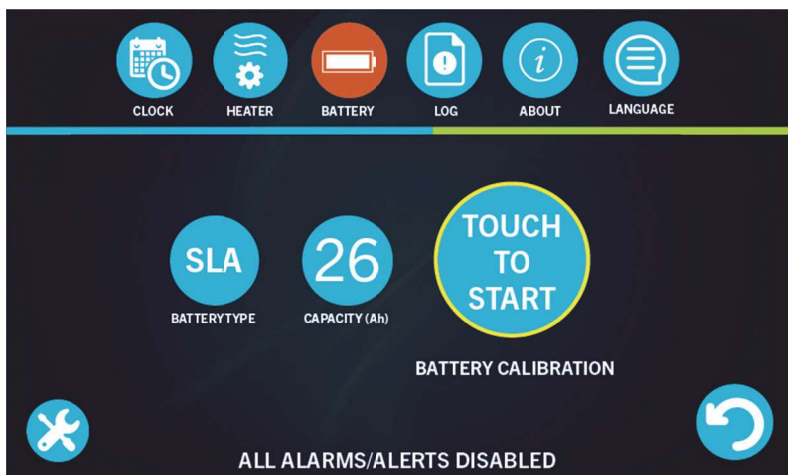 CLOCK
HEATER
BATTERY
LOG
ABOUT
LANGUAGE
SLA
26
TOUCH
TO
START
BATTERYTYPE
CAPACITY (Ah)
BATTERY CALIBRATION
ALL ALARMS/ALERTS DISABLED